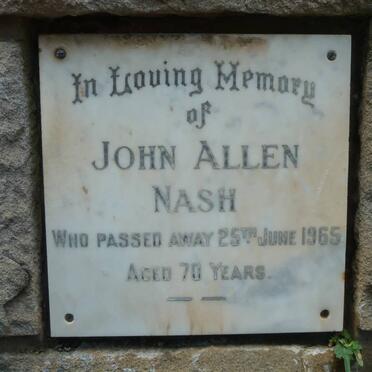 In Loving Memory
of
JOHN ALLEN
NASH
WHO PASSED AWAY 25TH JUNE 1965
AGED 70 YEARS.